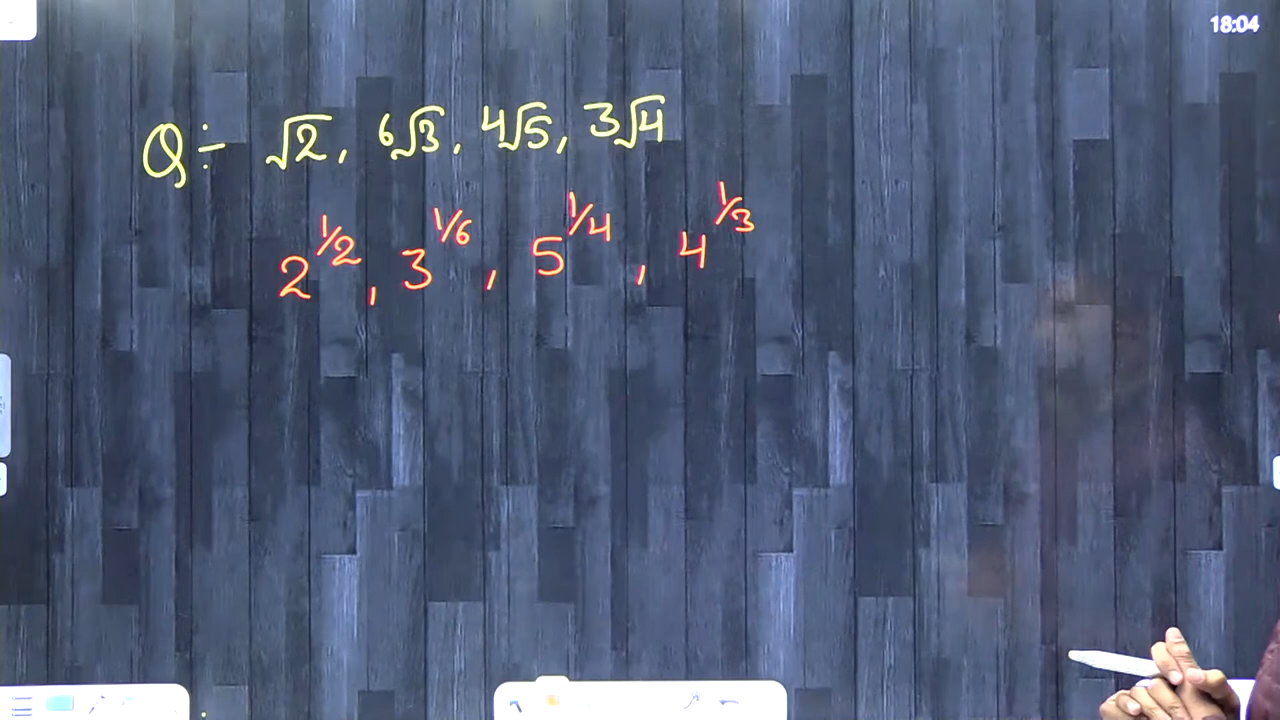 18:04
Q:- √2, 6√3, 4√5, 3√4
2^1/2, 3^1/6, 5^1/4, 4^1/3